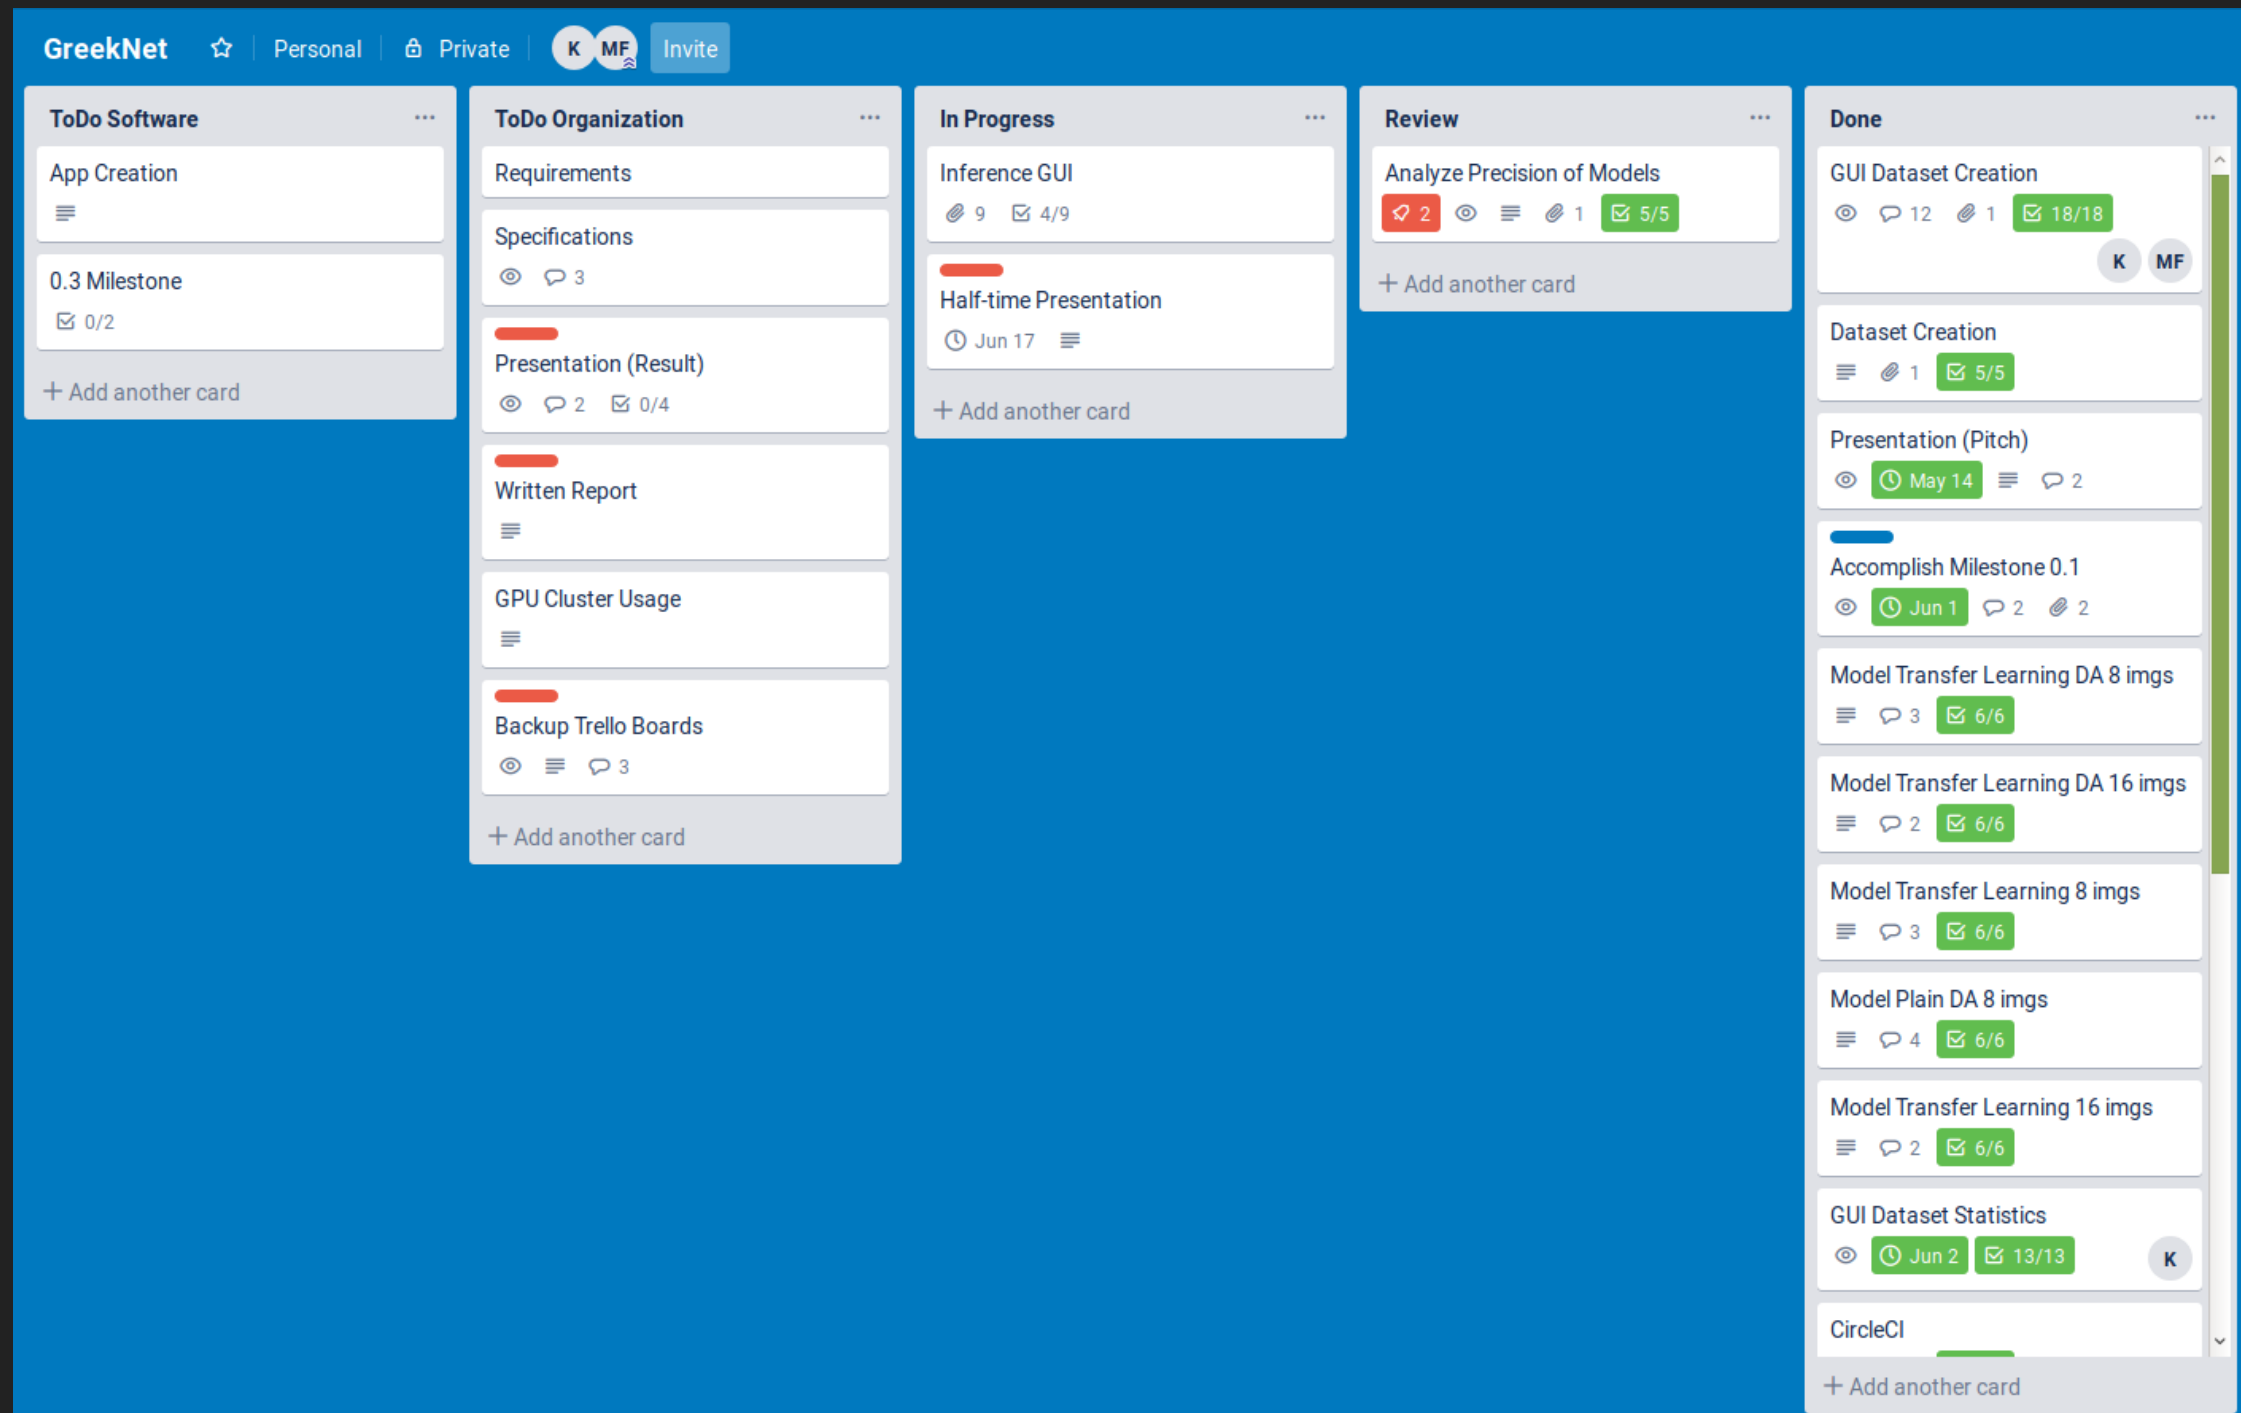 GreekNet
Personal
Private
K
MF
Invite
ToDo Software
App Creation
0.3 Milestone
0/2
Add another card
ToDo Organization
Requirements
Specifications
3
Presentation (Result)
2 0/4
Written Report
GPU Cluster Usage
Backup Trello Boards
3
Add another card
In Progress
Inference GUI
9 4/9
Half-time Presentation
Jun 17
Add another card
Review
Analyze Precision of Models
2 1 5/5
Add another card
Done
GUI Dataset Creation
12 1 18/18
K MF
Dataset Creation
1 5/5
Presentation (Pitch)
May 14 2
Accomplish Milestone 0.1
Jun 1 2 2
Model Transfer Learning DA 8 imgs
3 6/6
Model Transfer Learning DA 16 imgs
2 6/6
Model Transfer Learning 8 imgs
3 6/6
Model Plain DA 8 imgs
4 6/6
Model Transfer Learning 16 imgs
2 6/6
GUI Dataset Statistics
Jun 2 13/13
K
CircleCI
Add another card